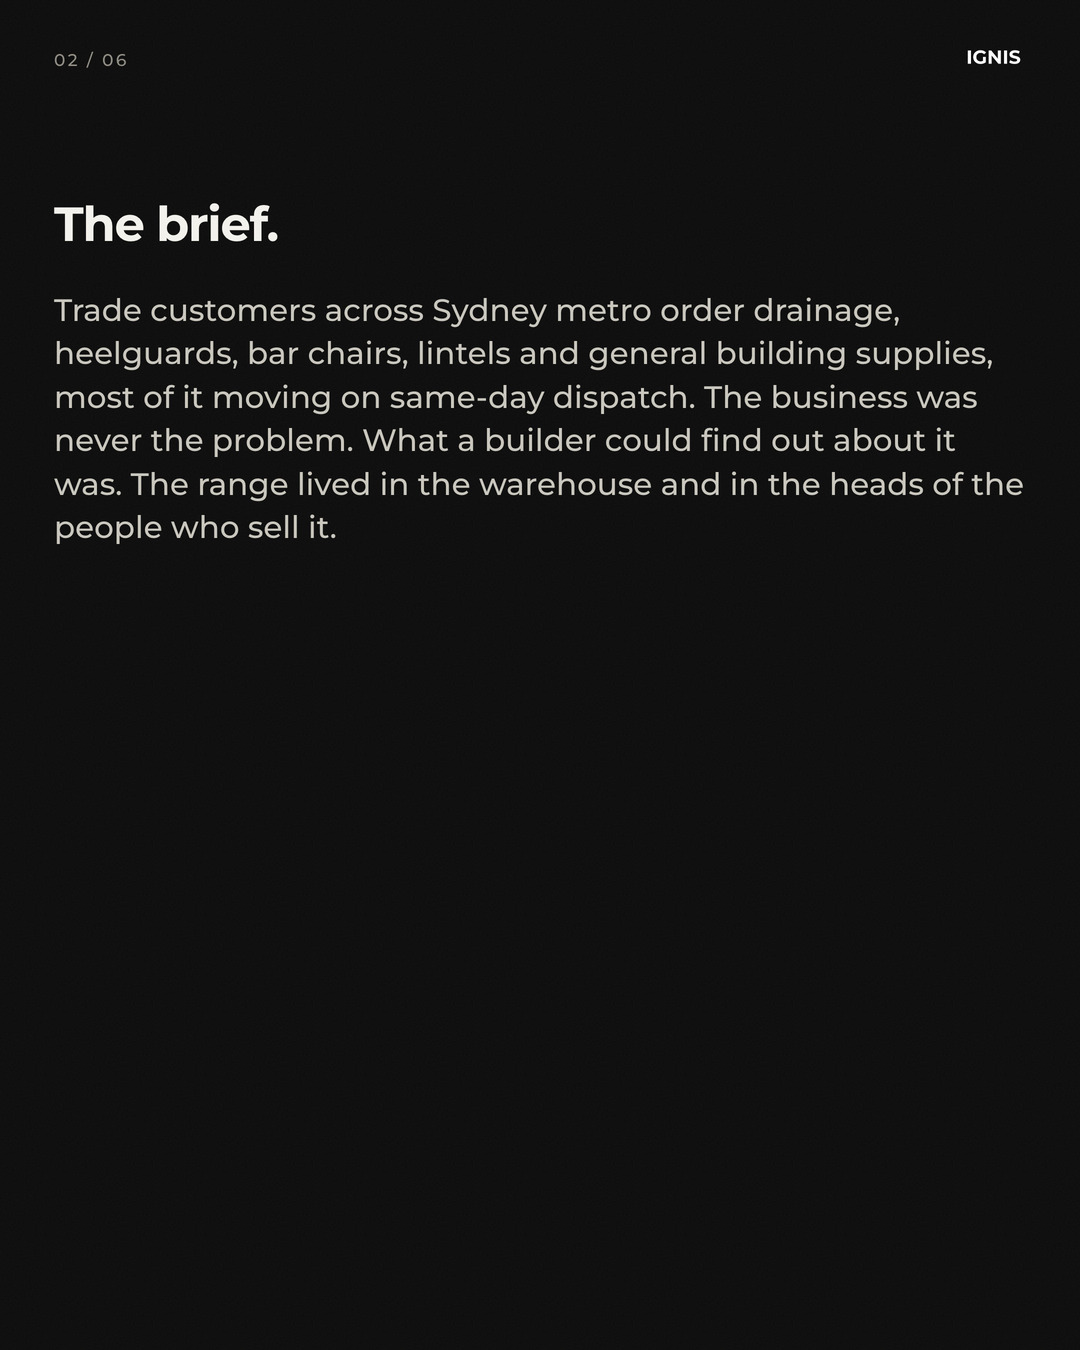 02 / 06
IGNIS
The brief.
Trade customers across Sydney metro order drainage,
heelguards, bar chairs, lintels and general building supplies,
most of it moving on same-day dispatch. The business was
never the problem. What a builder could find out about it
was. The range lived in the warehouse and in the heads of the
people who sell it.